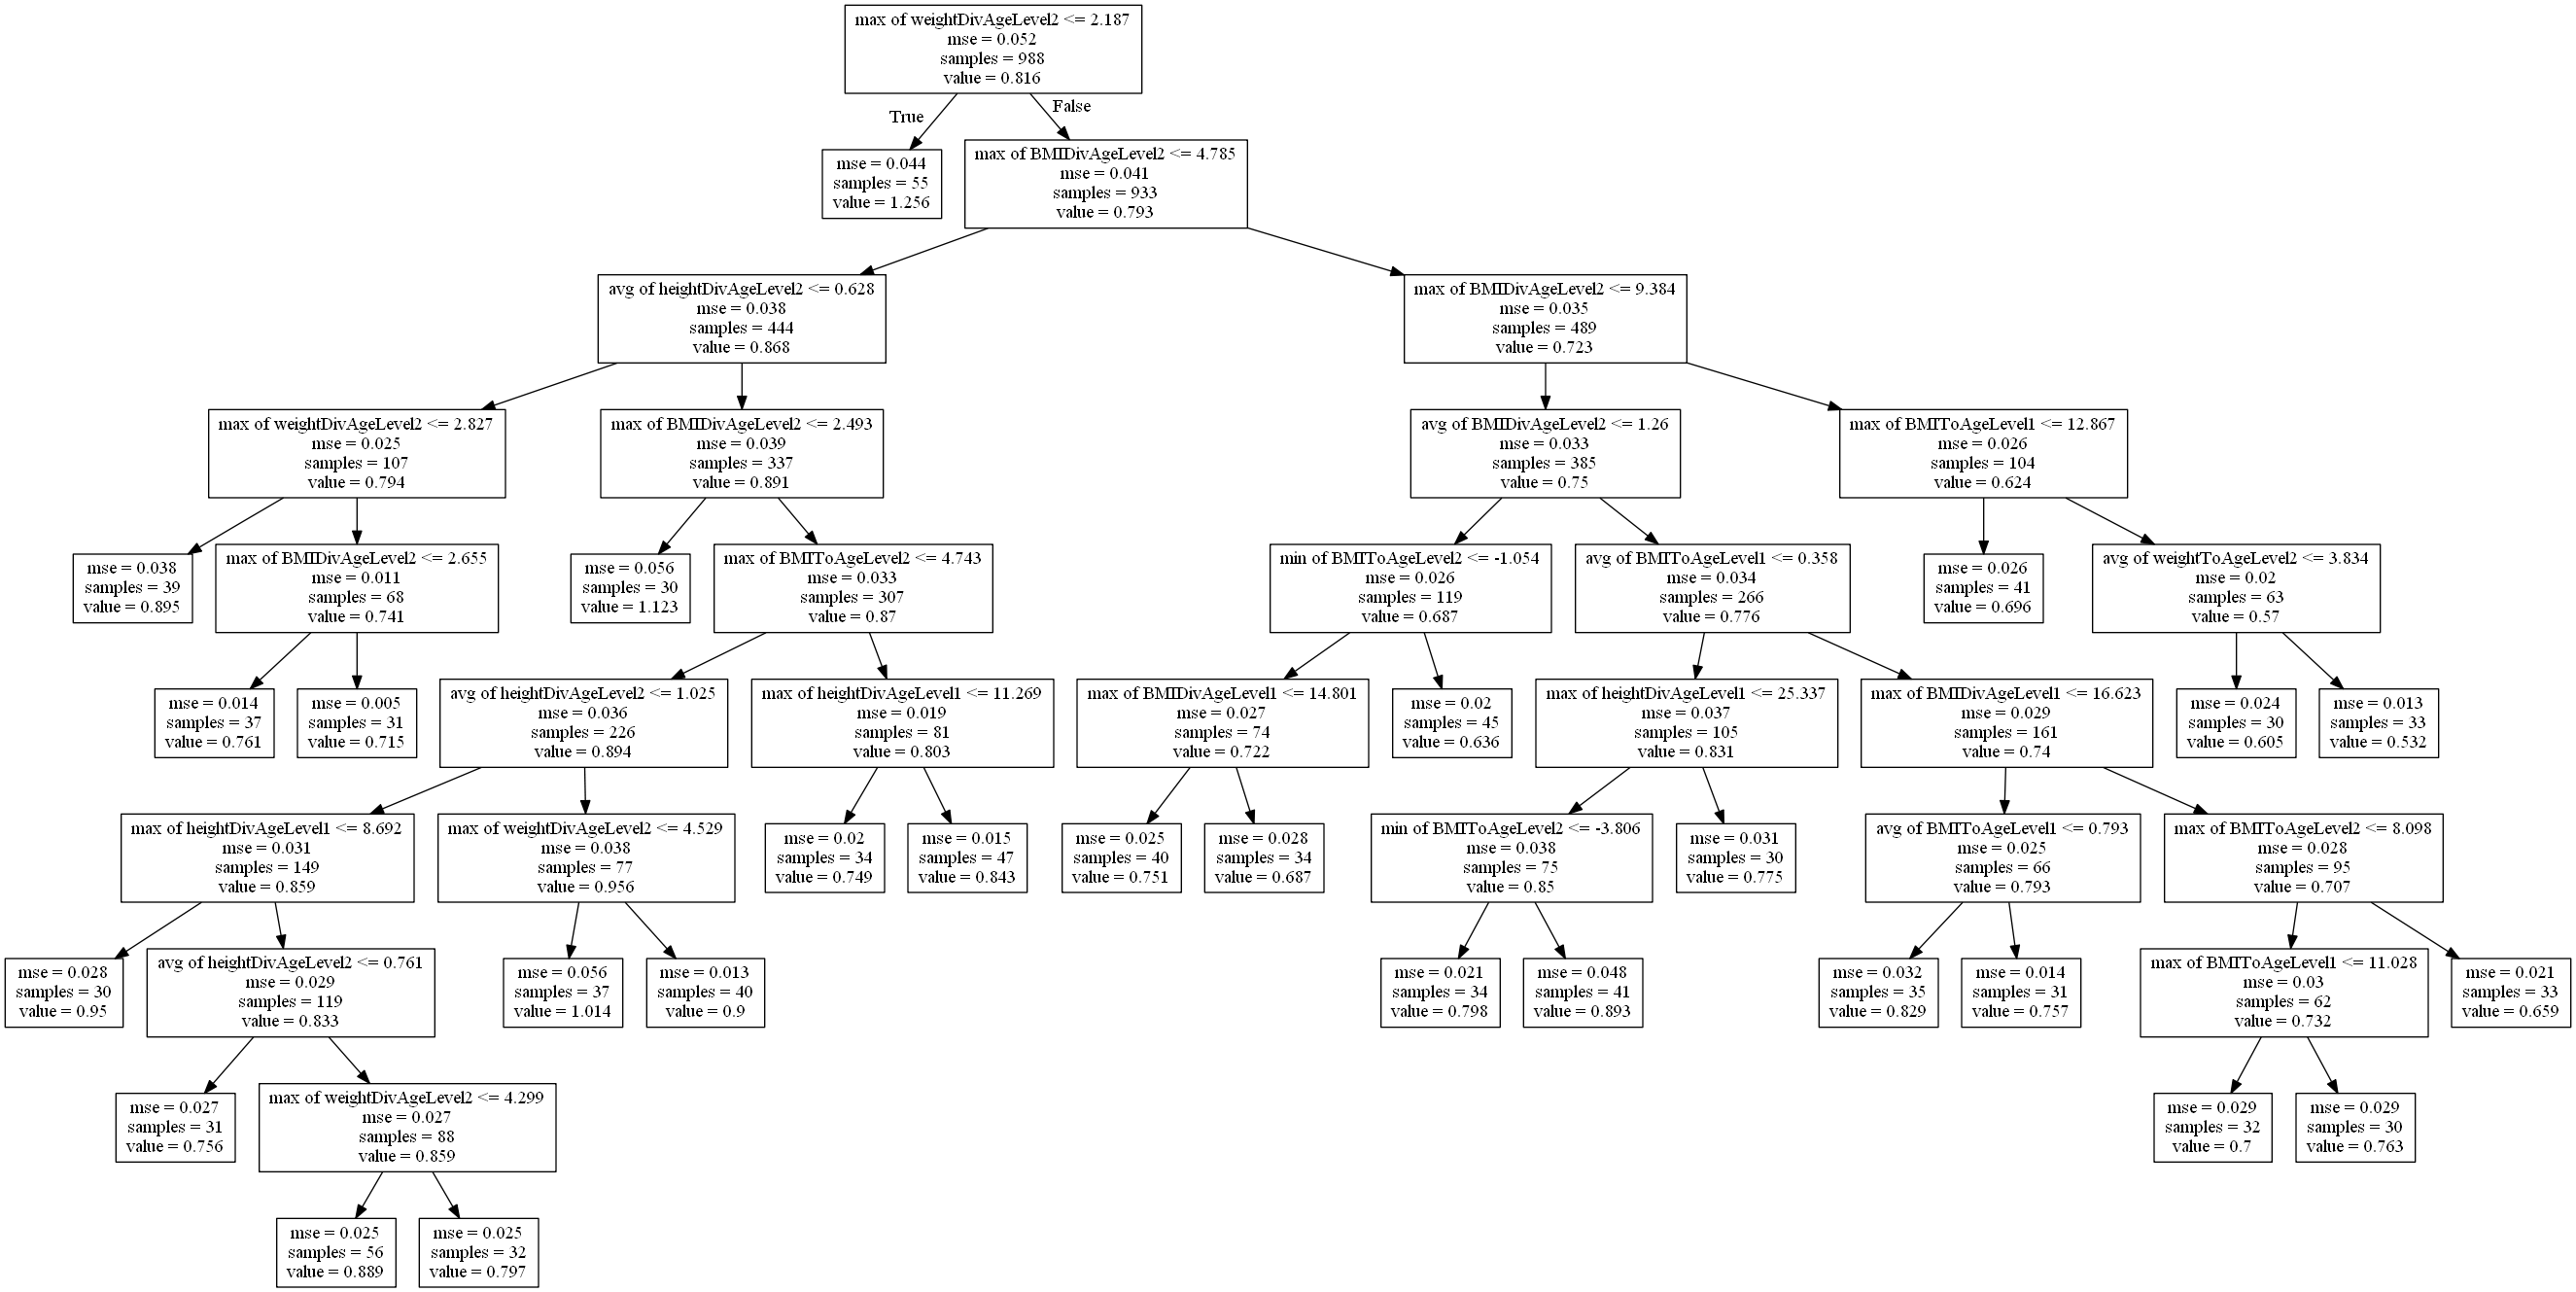 max of weightDivAgeLevel2 <= 2.187
mse = 0.052
samples = 988
value = 0.816
True
False
mse = 0.044
samples = 55
value = 1.256
max of BMIDivAgeLevel2 <= 4.785
mse = 0.041
samples = 933
value = 0.793
avg of heightDivAgeLevel2 <= 0.628
mse = 0.038
samples = 444
value = 0.868
max of BMIDivAgeLevel2 <= 9.384
mse = 0.035
samples = 489
value = 0.723
max of weightDivAgeLevel2 <= 2.827
mse = 0.025
samples = 107
value = 0.794
max of BMIDivAgeLevel2 <= 2.493
mse = 0.039
samples = 337
value = 0.891
avg of BMIDivAgeLevel2 <= 1.26
mse = 0.033
samples = 385
value = 0.75
max of BMIToAgeLevel1 <= 12.867
mse = 0.026
samples = 104
value = 0.624
mse = 0.038
samples = 39
value = 0.895
max of BMIDivAgeLevel2 <= 2.655
mse = 0.011
samples = 68
value = 0.741
mse = 0.056
samples = 30
value = 1.123
max of BMIToAgeLevel2 <= 4.743
mse = 0.033
samples = 307
value = 0.87
min of BMIToAgeLevel2 <= -1.054
mse = 0.026
samples = 119
value = 0.687
avg of BMIToAgeLevel1 <= 0.358
mse = 0.034
samples = 266
value = 0.776
mse = 0.026
samples = 41
value = 0.696
avg of weightToAgeLevel2 <= 3.834
mse = 0.02
samples = 63
value = 0.57
mse = 0.014
samples = 37
value = 0.761
mse = 0.005
samples = 31
value = 0.715
avg of heightDivAgeLevel2 <= 1.025
mse = 0.036
samples = 226
value = 0.894
max of heightDivAgeLevel1 <= 11.269
mse = 0.019
samples = 81
value = 0.803
max of BMIDivAgeLevel1 <= 14.801
mse = 0.027
samples = 74
value = 0.722
mse = 0.02
samples = 45
value = 0.636
max of heightDivAgeLevel1 <= 25.337
mse = 0.037
samples = 105
value = 0.831
max of BMIDivAgeLevel1 <= 16.623
mse = 0.029
samples = 161
value = 0.74
mse = 0.024
samples = 30
value = 0.605
mse = 0.013
samples = 33
value = 0.532
max of heightDivAgeLevel1 <= 8.692
mse = 0.031
samples = 149
value = 0.859
max of weightDivAgeLevel2 <= 4.529
mse = 0.038
samples = 77
value = 0.956
mse = 0.02
samples = 34
value = 0.749
mse = 0.015
samples = 47
value = 0.843
mse = 0.025
samples = 40
value = 0.751
mse = 0.028
samples = 34
value = 0.687
min of BMIToAgeLevel2 <= -3.806
mse = 0.038
samples = 75
value = 0.85
mse = 0.031
samples = 30
value = 0.775
avg of BMIToAgeLevel1 <= 0.793
mse = 0.025
samples = 66
value = 0.793
max of BMIToAgeLevel2 <= 8.098
mse = 0.028
samples = 95
value = 0.707
mse = 0.028
samples = 30
value = 0.95
avg of heightDivAgeLevel2 <= 0.761
mse = 0.029
samples = 119
value = 0.833
mse = 0.056
samples = 37
value = 1.014
mse = 0.013
samples = 40
value = 0.9
mse = 0.021
samples = 34
value = 0.798
mse = 0.048
samples = 41
value = 0.893
mse = 0.032
samples = 35
value = 0.829
mse = 0.014
samples = 31
value = 0.757
max of BMIToAgeLevel1 <= 11.028
mse = 0.03
samples = 62
value = 0.732
mse = 0.021
samples = 33
value = 0.659
mse = 0.027
samples = 31
value = 0.756
max of weightDivAgeLevel2 <= 4.299
mse = 0.027
samples = 88
value = 0.859
mse = 0.029
samples = 32
value = 0.7
mse = 0.029
samples = 30
value = 0.763
mse = 0.025
samples = 56
value = 0.889
mse = 0.025
samples = 32
value = 0.797